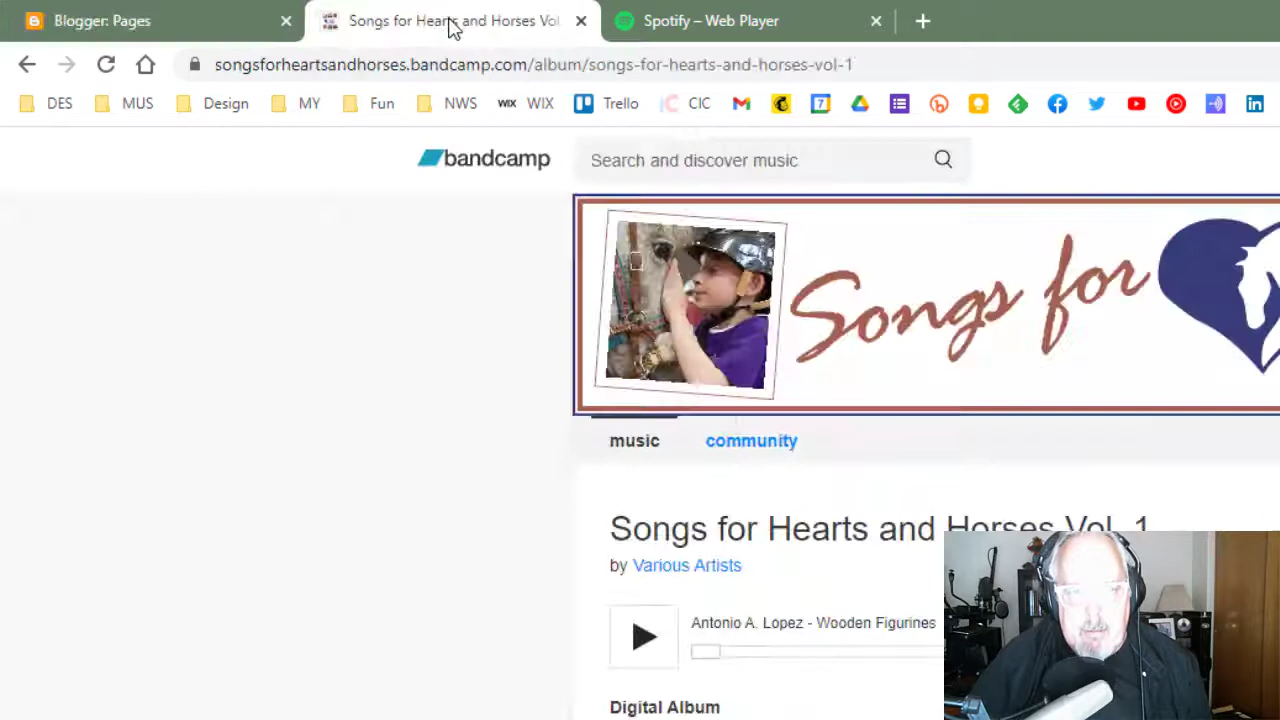 Blogger: Pages
Songs for Hearts and Horses Vol
Spotify – Web Player
songsforheartsandhorses.bandcamp.com/album/songs-for-hearts-and-horses-vol-1
DES MUS Design MY Fun NWS WIX WIX Trello CIC
bandcamp
Search and discover music
Songs for
music community
Songs for Hearts and Horses Vol. 1
by Various Artists
Antonio A. Lopez - Wooden Figurines
Digital Album